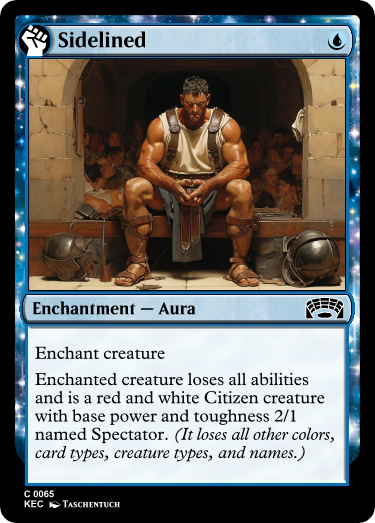 Sidelined
Enchantment — Aura
Enchant creature
Enchanted creature loses all abilities
and is a red and white Citizen creature
with base power and toughness 2/1
named Spectator. (It loses all other colors,
card types, creature types, and names.)
C 0065
KEC TASCHENTUCH